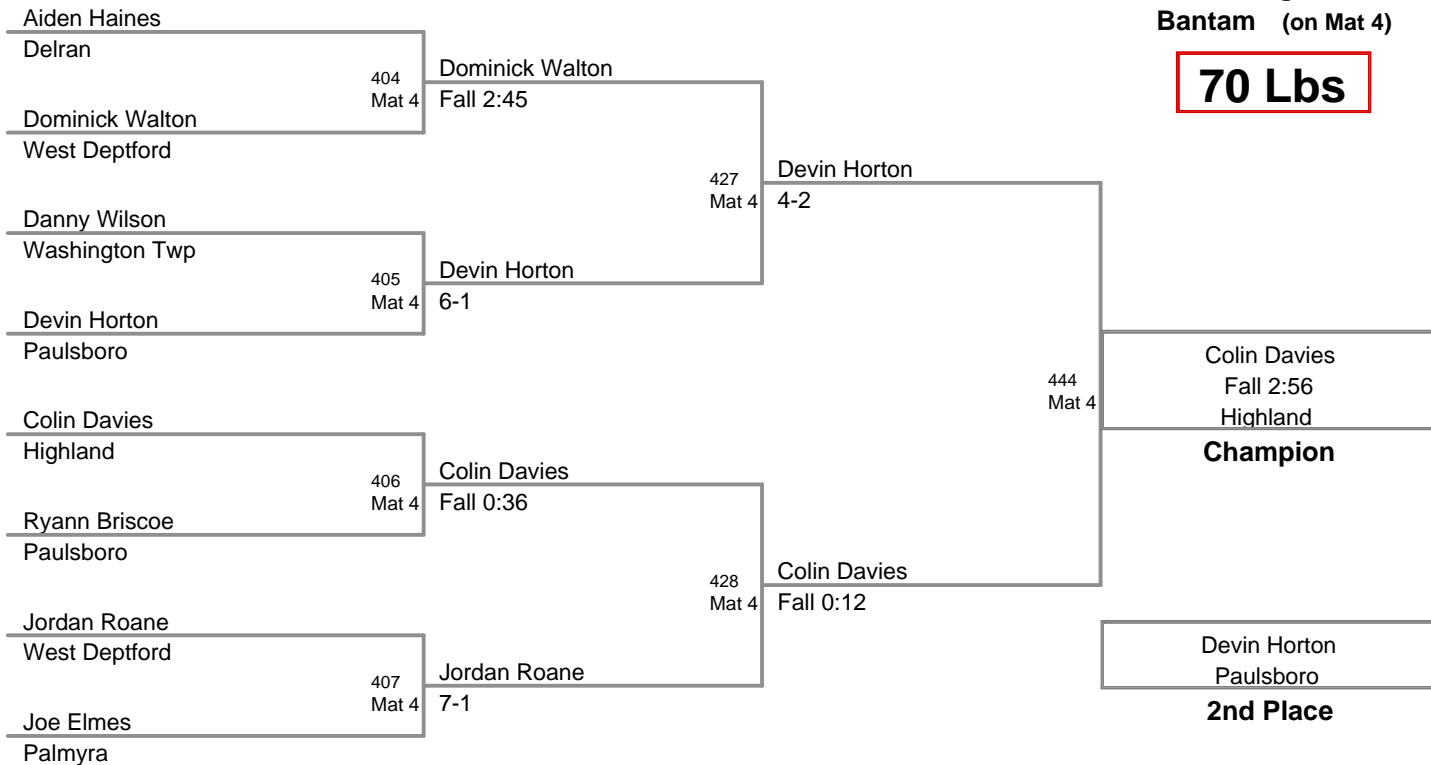 Bantam (on Mat 4)
70 Lbs
Aiden Haines
Delran
404
Mat 4
Dominick Walton
Fall 2:45
Dominick Walton
West Deptford
427
Mat 4
Devin Horton
4-2
Danny Wilson
Washington Twp
405
Mat 4
Devin Horton
6-1
Devin Horton
Paulsboro
444
Mat 4
Colin Davies
Fall 2:56
Highland
Champion
Colin Davies
Highland
406
Mat 4
Colin Davies
Fall 0:36
Ryann Briscoe
Paulsboro
428
Mat 4
Colin Davies
Fall 0:12
Jordan Roane
West Deptford
407
Mat 4
Jordan Roane
7-1
Joe Elmes
Palmyra
Devin Horton
Paulsboro
2nd Place